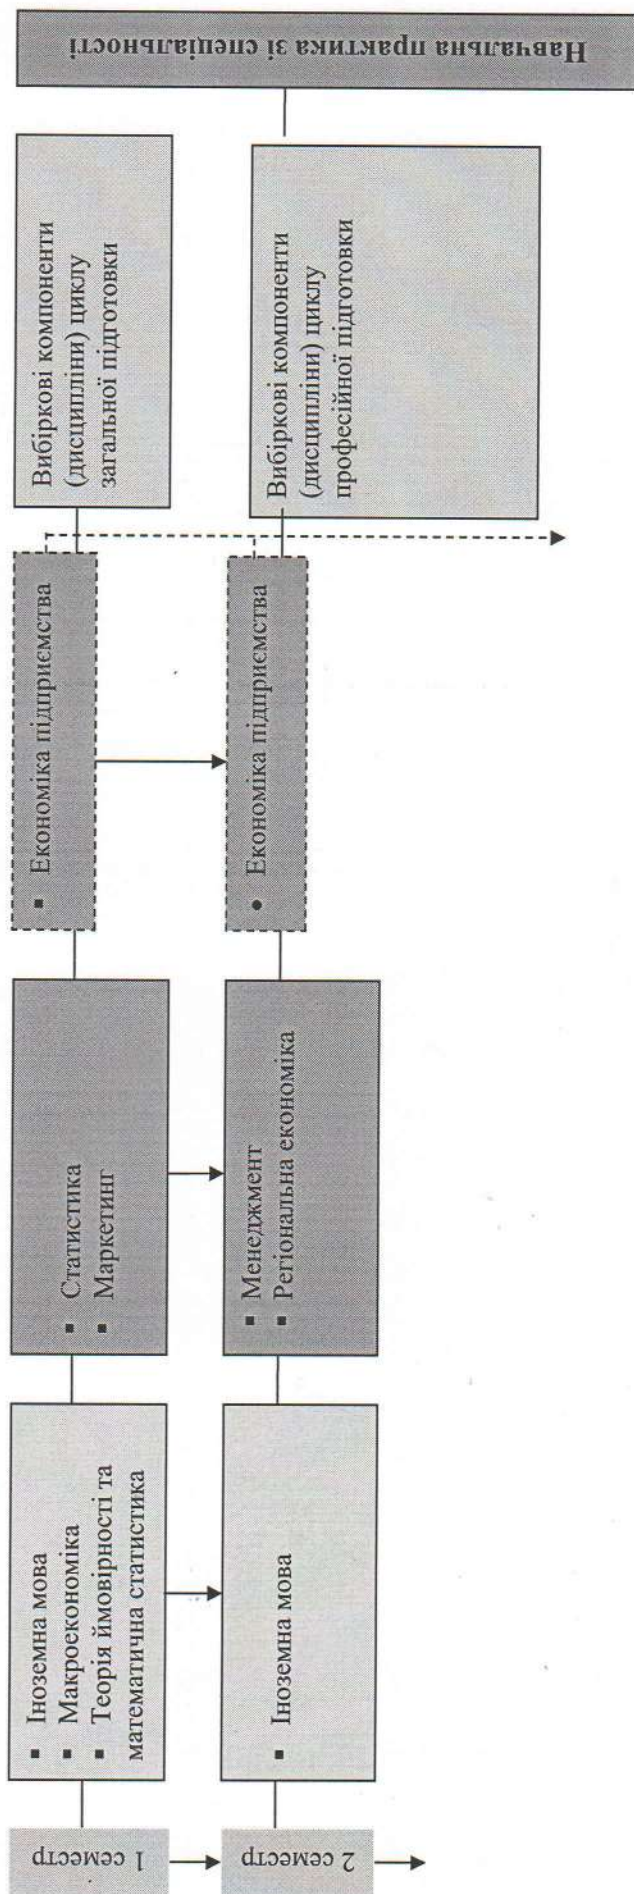 1 семестр
Іноземна мова
Макроекономіка
Теорія ймовірності та
математична статистика
Статистика
Маркетинг
Економіка підприємства
Вибіркові компоненти
(дисципліни) циклу
загальної підготовки
2 семестр
Іноземна мова
Менеджмент
Регіональна економіка
Економіка підприємства
Вибіркові компоненти
(дисципліни) циклу
професійної підготовки
Навчальна практика зі спеціальності